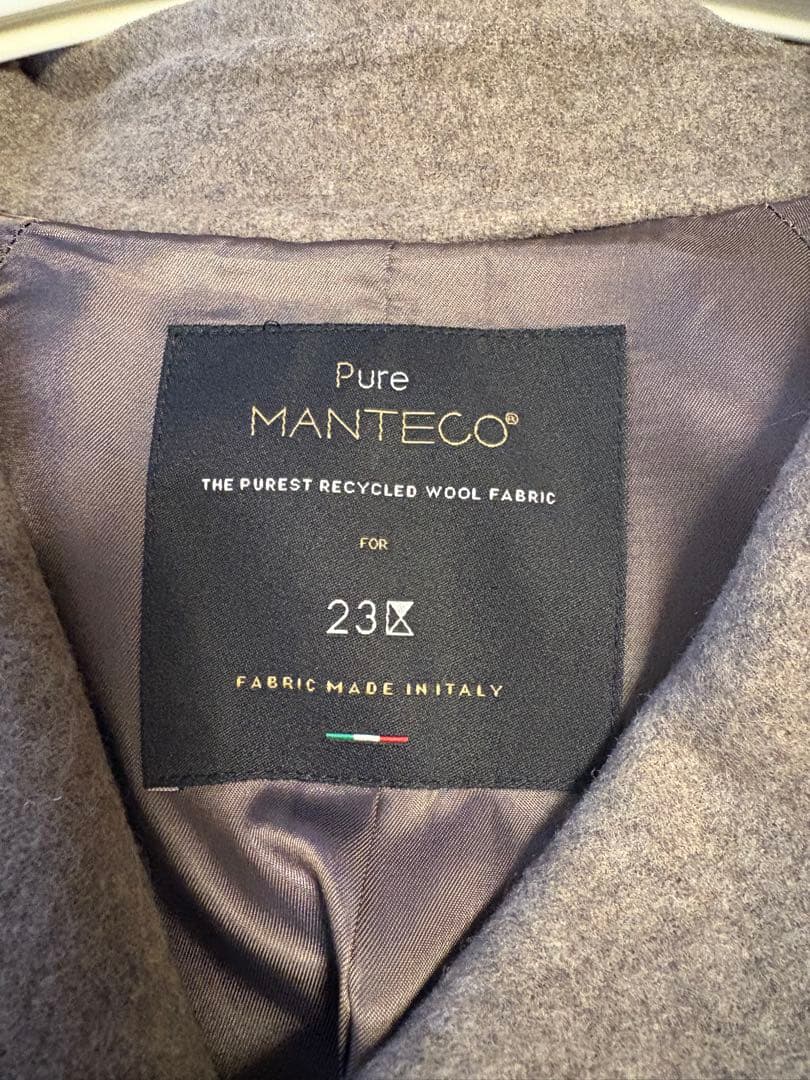 Pure
MANTECO®
THE PUREST RECYCLED WOOL FABRIC
FOR
23
FABRIC MADE IN ITALY